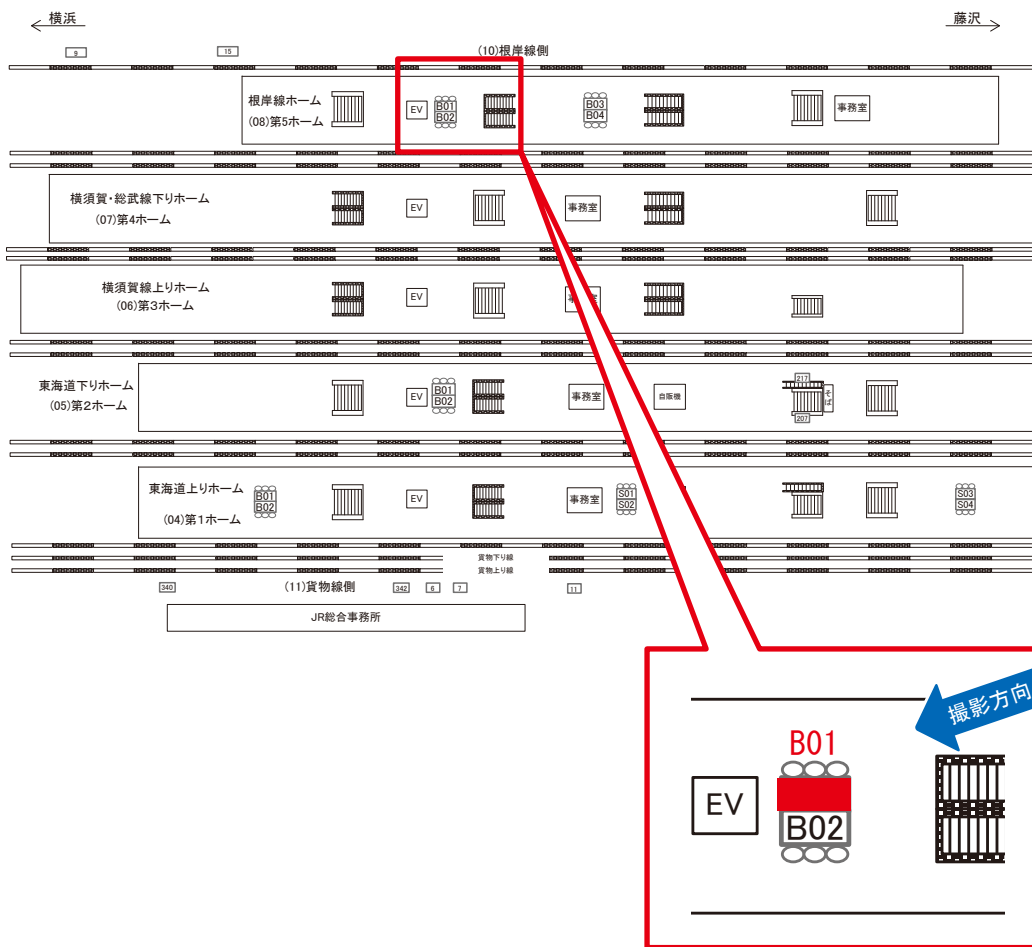 横浜
藤沢
9
15
(10)根岸線側
根岸線ホーム
(08)第5ホーム
EV
B01
B02
B03
B04
事務室
横須賀・総武線下りホーム
(07)第4ホーム
EV
事務室
横須賀線上りホーム
(06)第3ホーム
EV
事務室
東海道下りホーム
(05)第2ホーム
EV
B01
B02
事務室
自販機
217
そば
207
東海道上りホーム
(04)第1ホーム
B01
B02
EV
事務室
S01
S02
S03
S04
貨物下り線
貨物上り線
340
(11)貨物線側
342
6
7
11
JR総合事務所
撮影方向
B01
EV
B02